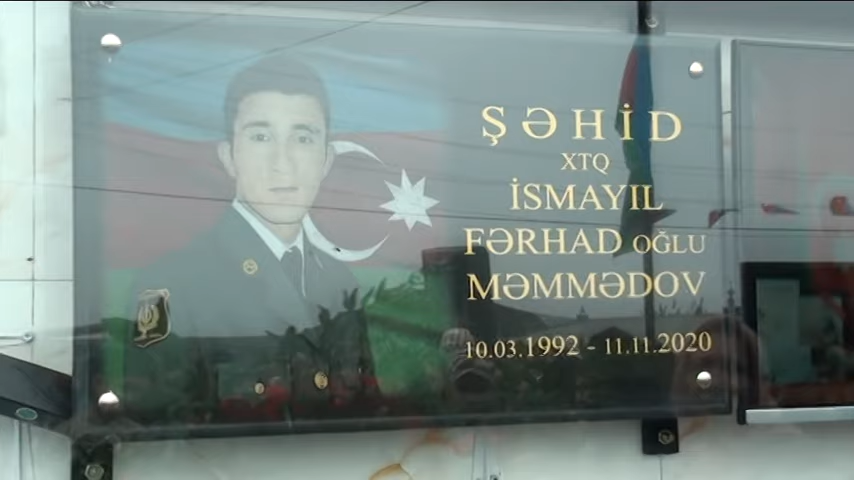 ŞƏHİD
XTQ
İSMAYIL
FƏRHAD OĞLU
MƏMMƏDOV
10.03.1992 - 11.11.2020